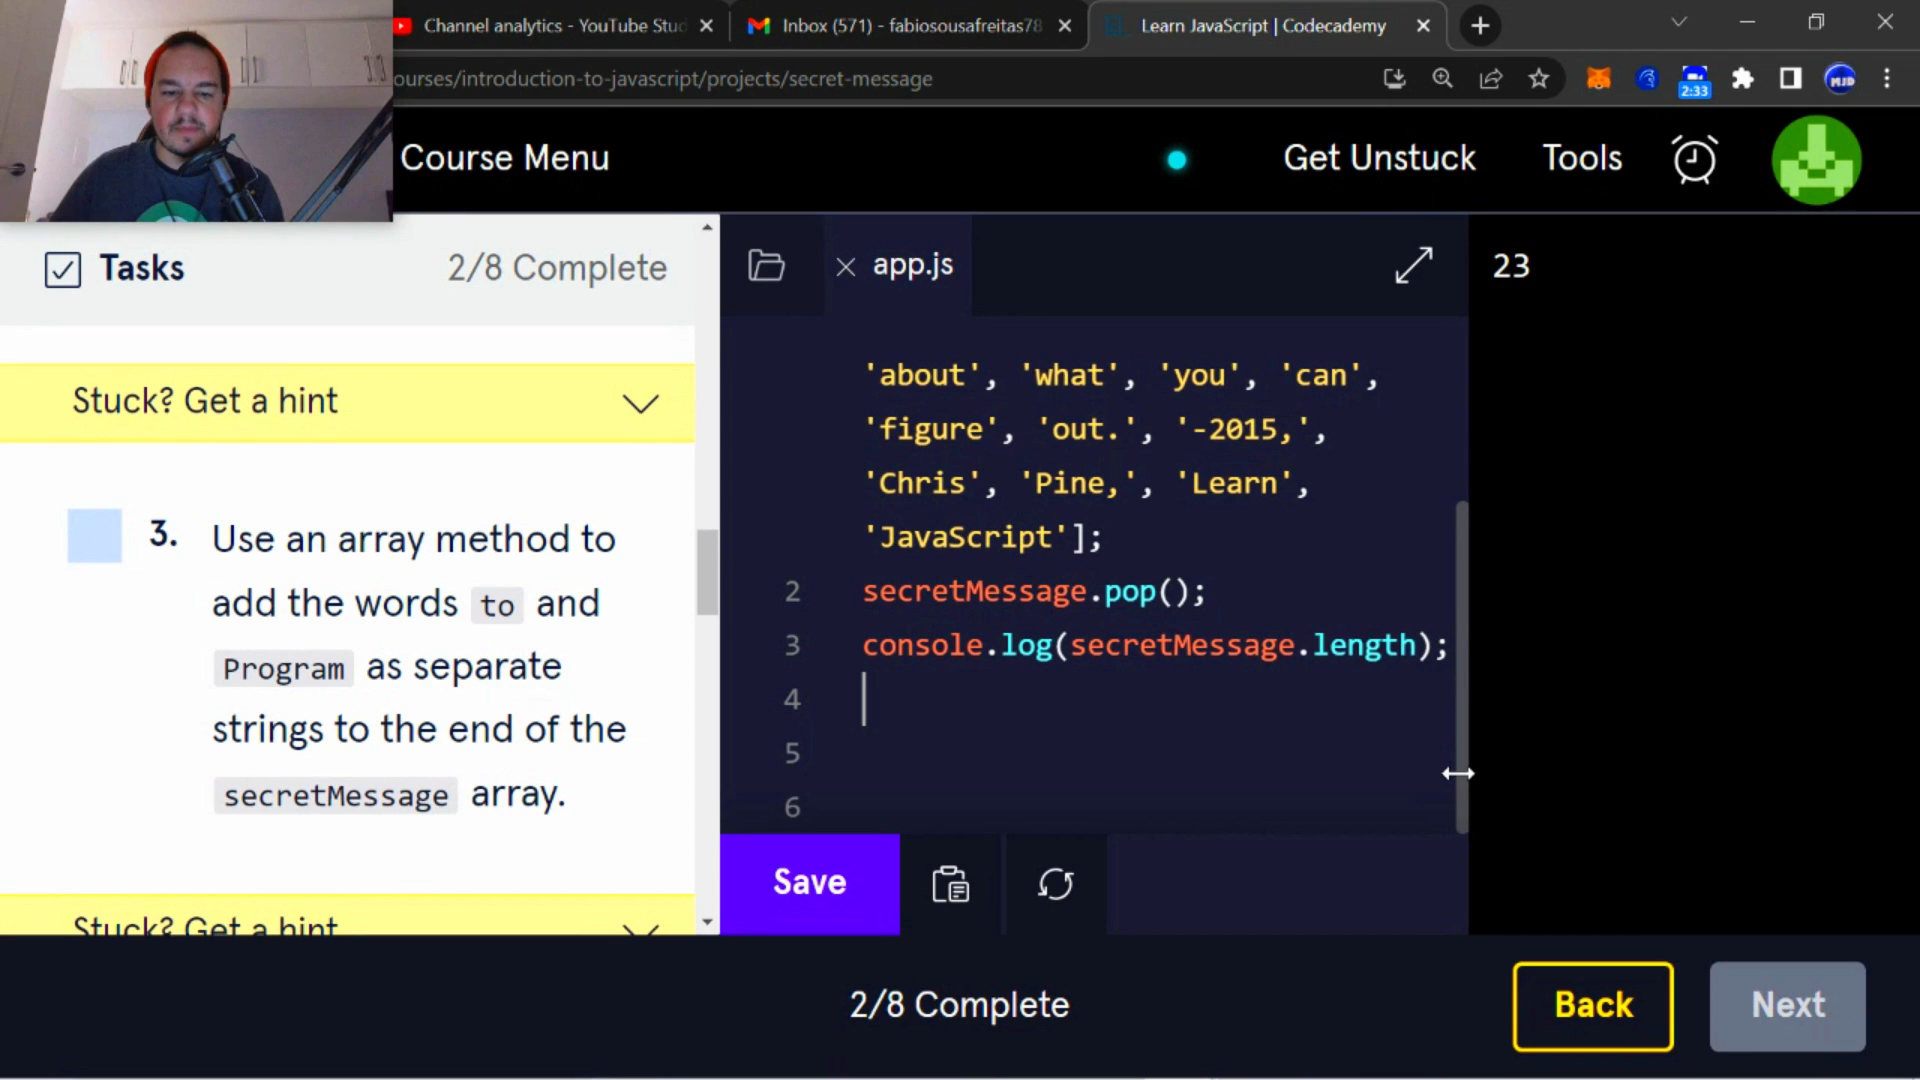 Channel analytics - YouTube Stud
Inbox (571) - fabiosousafreitas78
Learn JavaScript | Codecademy
ourses/introduction-to-javascript/projects/secret-message
2:33
MJD
Course Menu
Get Unstuck
Tools
Tasks
2/8 Complete
Stuck? Get a hint
3. Use an array method to
add the words to and
Program as separate
strings to the end of the
secretMessage array.
Stuck? Get a hint
app.js
'about', 'what', 'you', 'can',
'figure', 'out.', '-2015,',
'Chris', 'Pine,', 'Learn',
'JavaScript'];
2 secretMessage.pop();
3 console.log(secretMessage.length);
4
5
6
Save
23
2/8 Complete
Back
Next